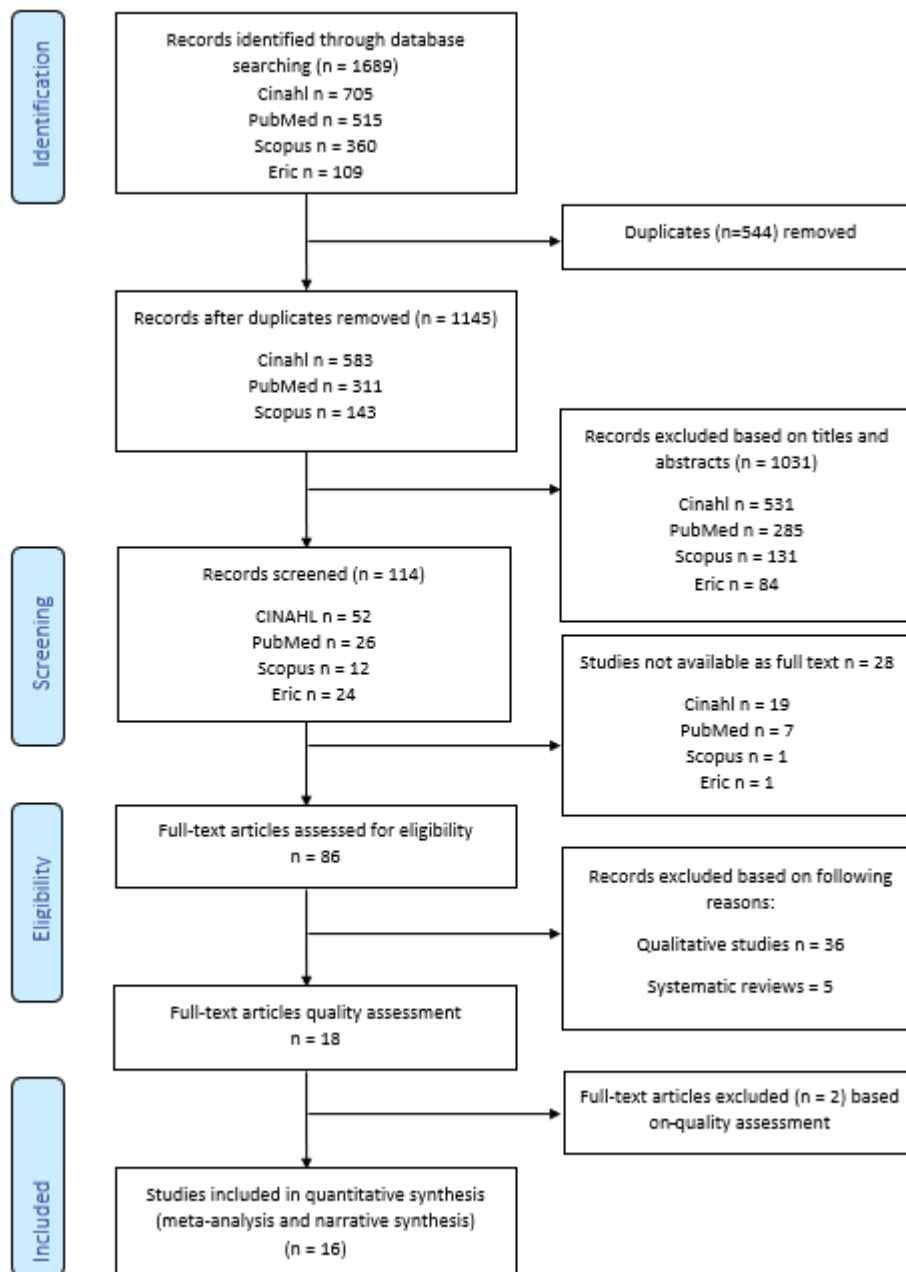 Identification
Records identified through database
searching (n = 1689)
Cinahl n = 705
PubMed n = 515
Scopus n = 360
Eric n = 109
Duplicates (n=544) removed
Records after duplicates removed (n = 1145)
Cinahl n = 583
PubMed n = 311
Scopus n = 143
Records excluded based on titles and
abstracts (n = 1031)
Cinahl n = 531
PubMed n = 285
Scopus n = 131
Eric n = 84
Screening
Records screened (n = 114)
CINAHL n = 52
PubMed n = 26
Scopus n = 12
Eric n = 24
Studies not available as full text n = 28
Cinahl n = 19
PubMed n = 7
Scopus n = 1
Eric n = 1
Eligibility
Full-text articles assessed for eligibility
n = 86
Records excluded based on following
reasons:
Qualitative studies n = 36
Systematic reviews = 5
Full-text articles quality assessment
n = 18
Included
Full-text articles excluded (n = 2) based
on-quality assessment
Studies included in quantitative synthesis
(meta-analysis and narrative synthesis)
(n = 16)